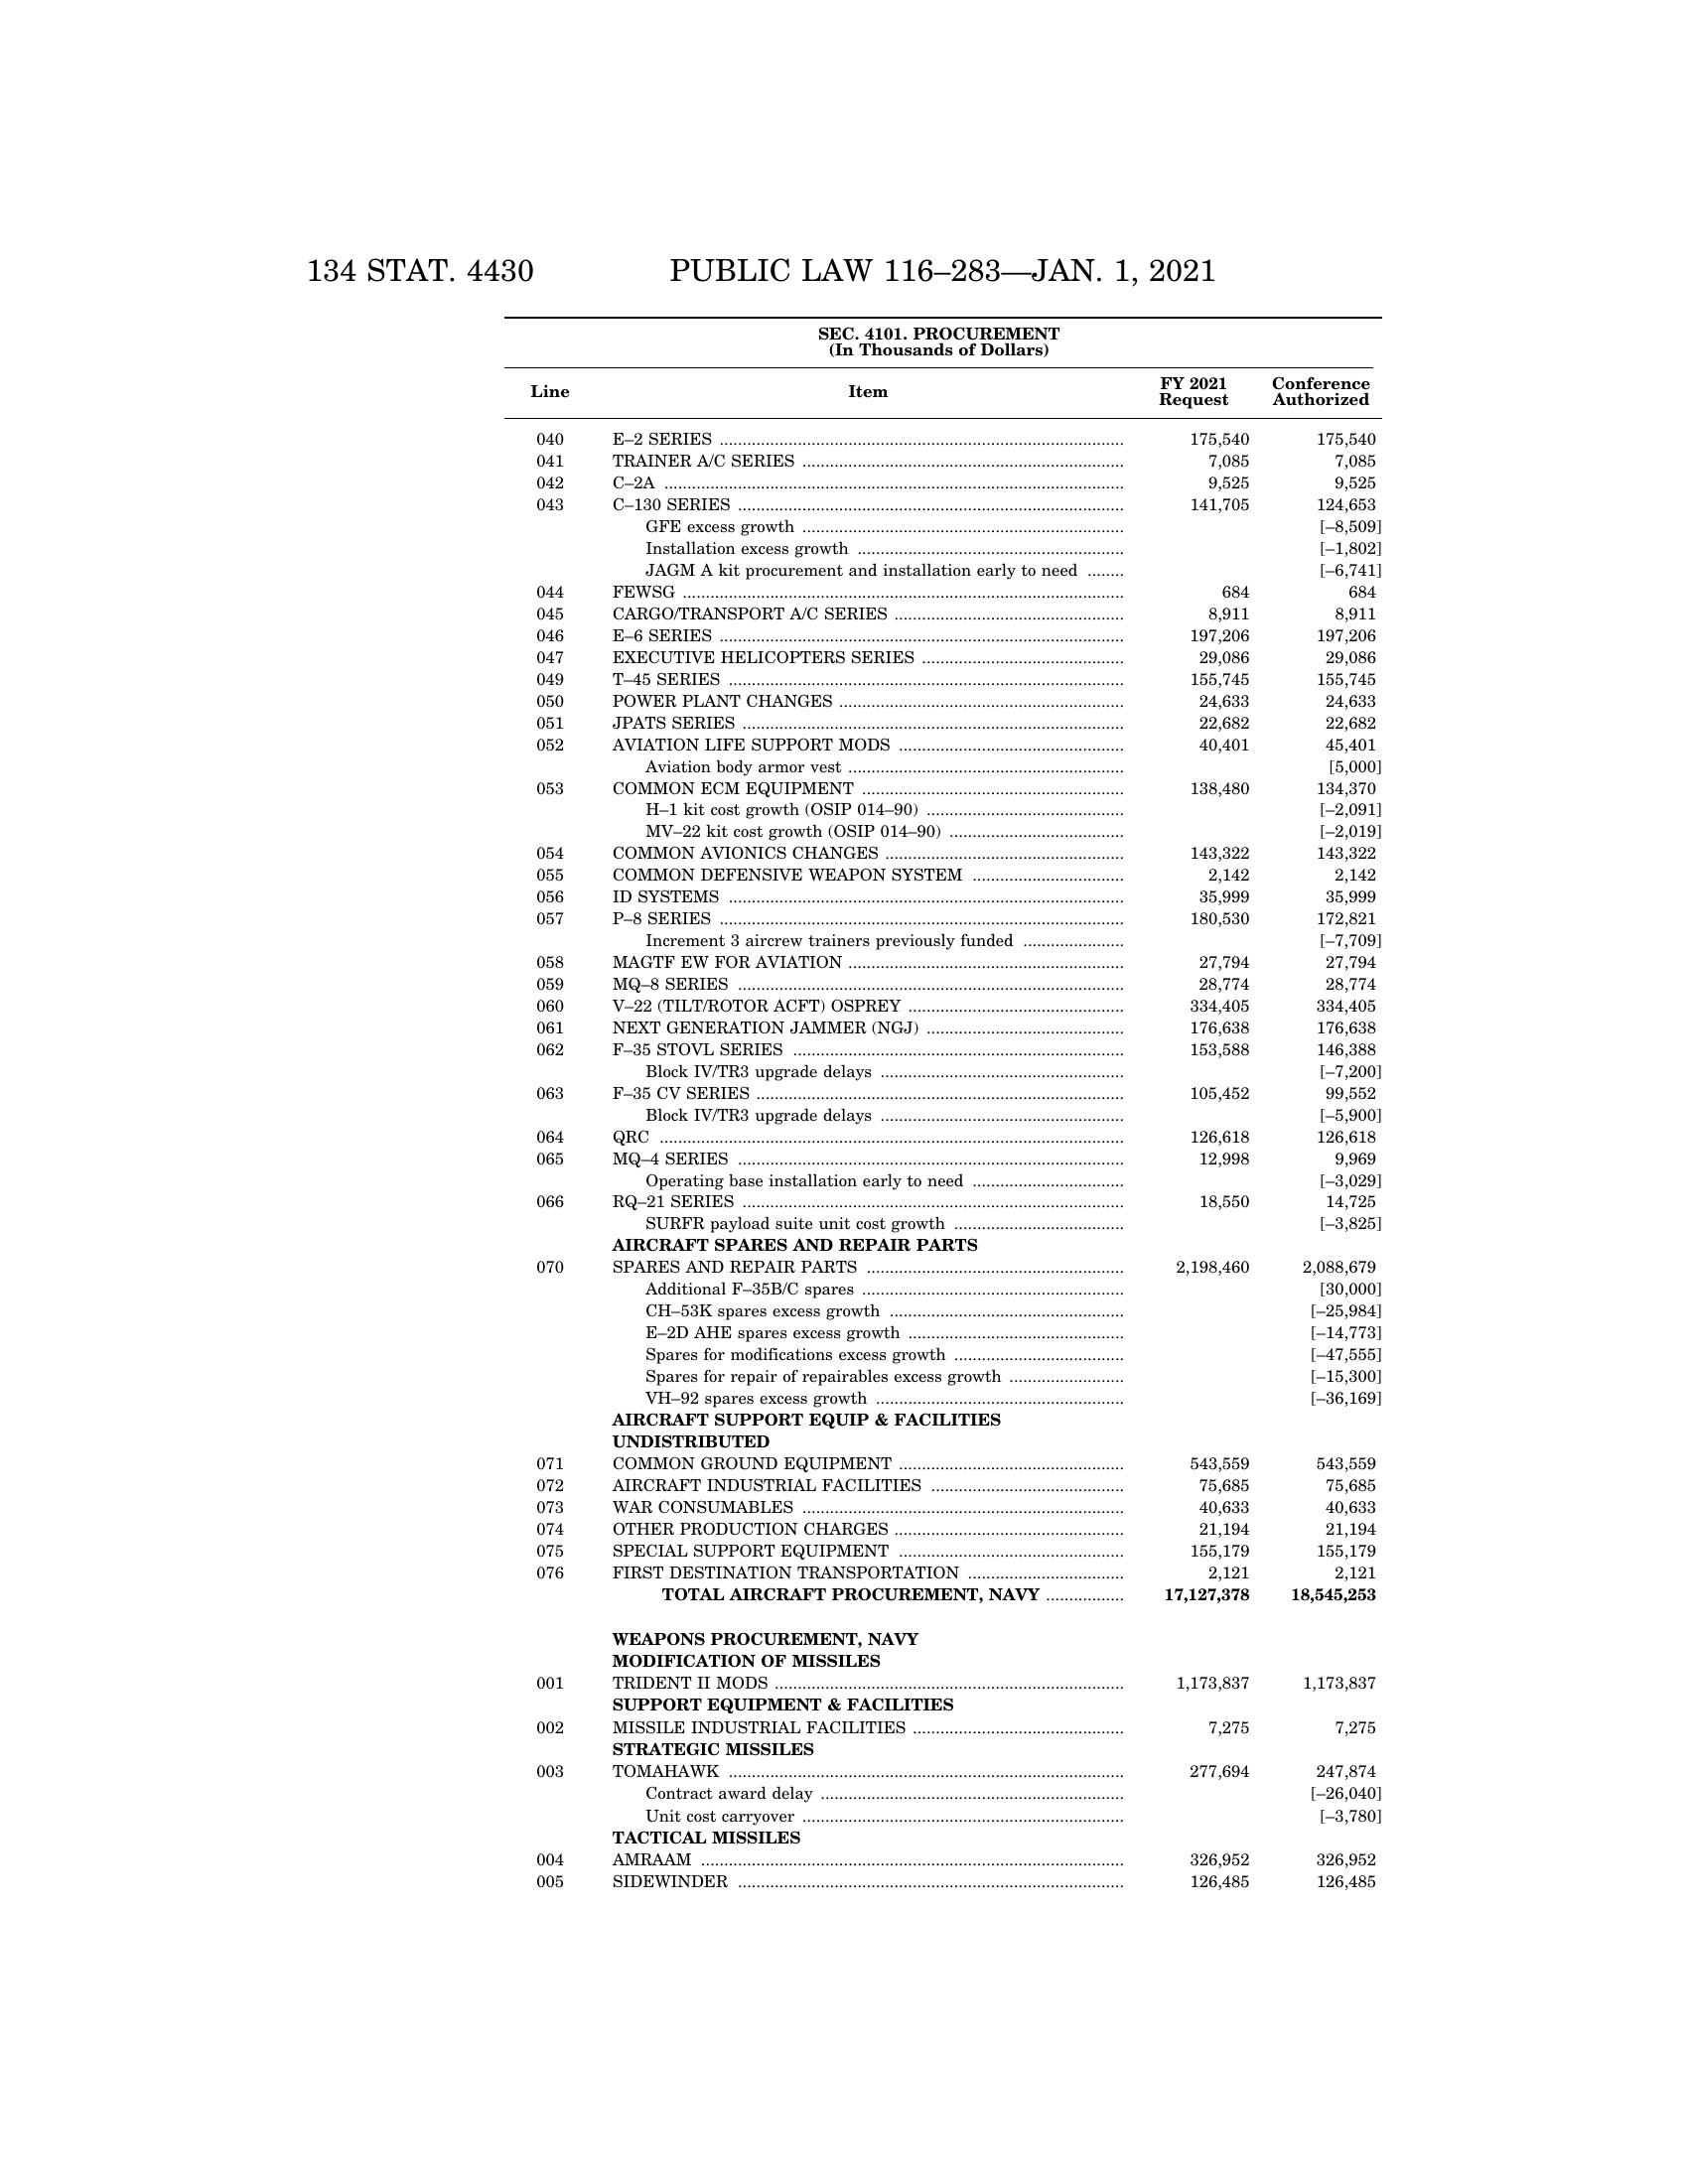 134 STAT. 4430 PUBLIC LAW 116–283—JAN. 1, 2021
SEC. 4101. PROCUREMENT
(In Thousands of Dollars)
Line Item FY 2021 Request Conference Authorized
040 E–2 SERIES ........ 175,540 175,540
041 TRAINER A/C SERIES ........ 7,085 7,085
042 C–2A ........ 9,525 9,525
043 C–130 SERIES ........ 141,705 124,653
GFE excess growth ........ [–8,509]
Installation excess growth ........ [–1,802]
JAGM A kit procurement and installation early to need ........ [–6,741]
044 FEWSG ........ 684 684
045 CARGO/TRANSPORT A/C SERIES ........ 8,911 8,911
046 E–6 SERIES ........ 197,206 197,206
047 EXECUTIVE HELICOPTERS SERIES ........ 29,086 29,086
049 T–45 SERIES ........ 155,745 155,745
050 POWER PLANT CHANGES ........ 24,633 24,633
051 JPATS SERIES ........ 22,682 22,682
052 AVIATION LIFE SUPPORT MODS ........ 40,401 45,401
Aviation body armor vest ........ [5,000]
053 COMMON ECM EQUIPMENT ........ 138,480 134,370
H–1 kit cost growth (OSIP 014–90) ........ [–2,091]
MV–22 kit cost growth (OSIP 014–90) ........ [–2,019]
054 COMMON AVIONICS CHANGES ........ 143,322 143,322
055 COMMON DEFENSIVE WEAPON SYSTEM ........ 2,142 2,142
056 ID SYSTEMS ........ 35,999 35,999
057 P–8 SERIES ........ 180,530 172,821
Increment 3 aircrew trainers previously funded ........ [–7,709]
058 MAGTF EW FOR AVIATION ........ 27,794 27,794
059 MQ–8 SERIES ........ 28,774 28,774
060 V–22 (TILT/ROTOR ACFT) OSPREY ........ 334,405 334,405
061 NEXT GENERATION JAMMER (NGJ) ........ 176,638 176,638
062 F–35 STOVL SERIES ........ 153,588 146,388
Block IV/TR3 upgrade delays ........ [–7,200]
063 F–35 CV SERIES ........ 105,452 99,552
Block IV/TR3 upgrade delays ........ [–5,900]
064 QRC ........ 126,618 126,618
065 MQ–4 SERIES ........ 12,998 9,969
Operating base installation early to need ........ [–3,029]
066 RQ–21 SERIES ........ 18,550 14,725
SURFR payload suite unit cost growth ........ [–3,825]
AIRCRAFT SPARES AND REPAIR PARTS
070 SPARES AND REPAIR PARTS ........ 2,198,460 2,088,679
Additional F–35B/C spares ........ [30,000]
CH–53K spares excess growth ........ [–25,984]
E–2D AHE spares excess growth ........ [–14,773]
Spares for modifications excess growth ........ [–47,555]
Spares for repair of repairables excess growth ........ [–15,300]
VH–92 spares excess growth ........ [–36,169]
AIRCRAFT SUPPORT EQUIP & FACILITIES
UNDISTRIBUTED
071 COMMON GROUND EQUIPMENT ........ 543,559 543,559
072 AIRCRAFT INDUSTRIAL FACILITIES ........ 75,685 75,685
073 WAR CONSUMABLES ........ 40,633 40,633
074 OTHER PRODUCTION CHARGES ........ 21,194 21,194
075 SPECIAL SUPPORT EQUIPMENT ........ 155,179 155,179
076 FIRST DESTINATION TRANSPORTATION ........ 2,121 2,121
TOTAL AIRCRAFT PROCUREMENT, NAVY ........ 17,127,378 18,545,253
WEAPONS PROCUREMENT, NAVY
MODIFICATION OF MISSILES
001 TRIDENT II MODS ........ 1,173,837 1,173,837
SUPPORT EQUIPMENT & FACILITIES
002 MISSILE INDUSTRIAL FACILITIES ........ 7,275 7,275
STRATEGIC MISSILES
003 TOMAHAWK ........ 277,694 247,874
Contract award delay ........ [–26,040]
Unit cost carryover ........ [–3,780]
TACTICAL MISSILES
004 AMRAAM ........ 326,952 326,952
005 SIDEWINDER ........ 126,485 126,485